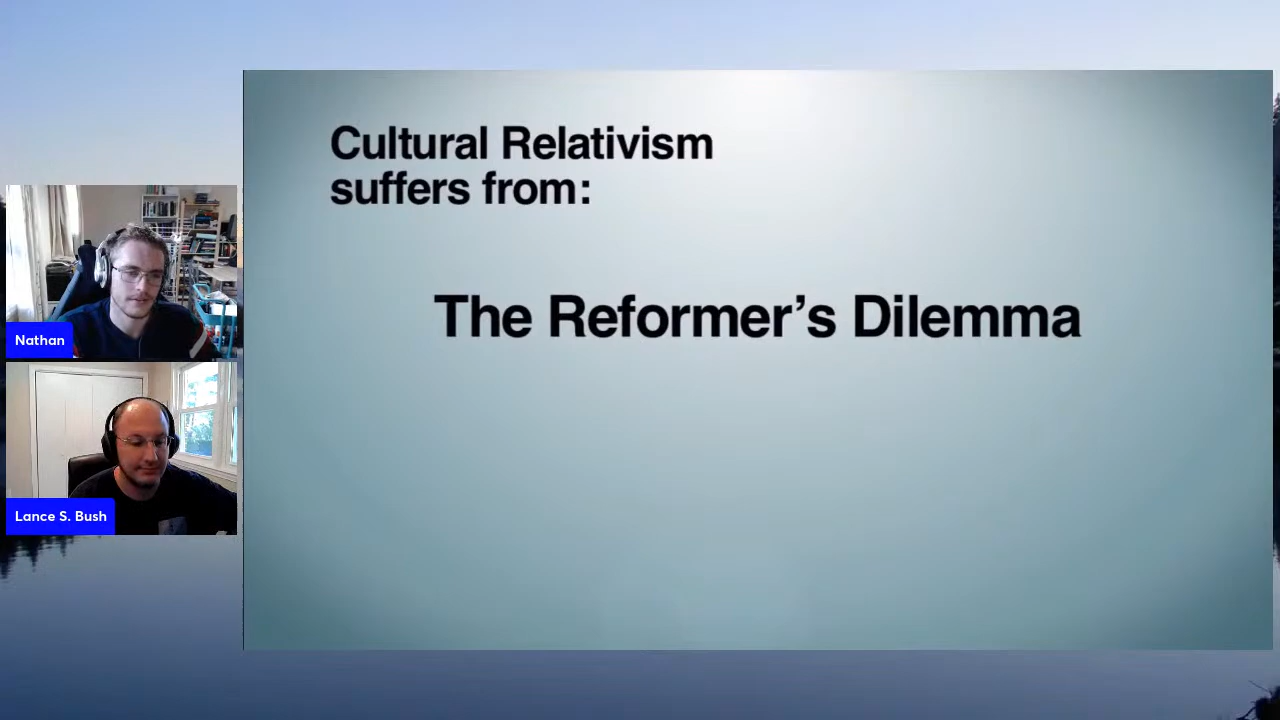 Cultural Relativism
suffers from:
The Reformer’s Dilemma
Nathan
Lance S. Bush